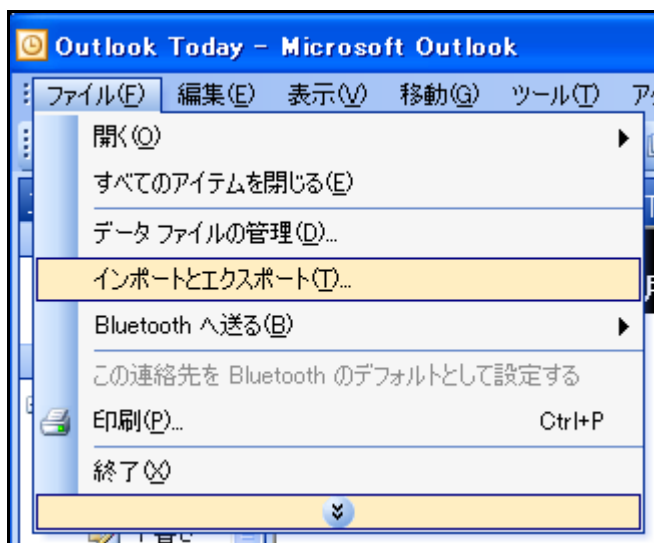 Outlook Today - Microsoft Outlook
ファイル(F) 編集(E) 表示(V) 移動(G) ツール(T)
開く(O)
すべてのアイテムを閉じる(E)
データ ファイルの管理(D)...
インポートとエクスポート(T)...
Bluetooth へ送る(B)
この連絡先を Bluetooth のデフォルトとして設定する
印刷(P)... Ctrl+P
終了(X)